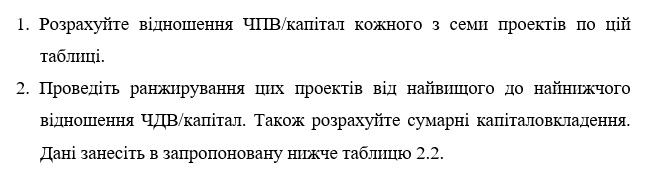 1. Розрахуйте відношення ЧПВ/капітал кожного з семи проектів по цій
таблиці.
2. Проведіть ранжирування цих проектів від найвищого до найнижчого
відношення ЧДВ/капітал. Також розрахуйте сумарні капіталовкладення.
Дані занесіть в запропоновану нижче таблицю 2.2.